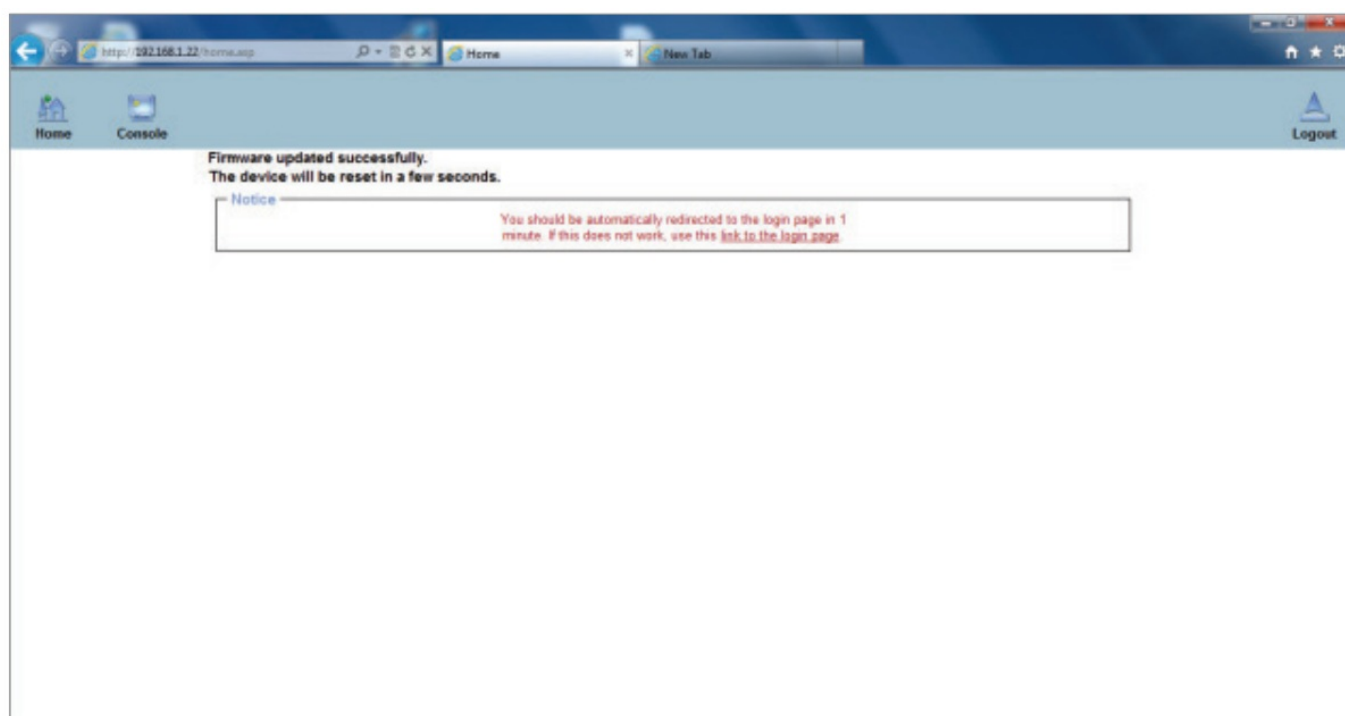 http://192.168.1.22/home.asp
Home
New Tab
Home
Console
Logout
Firmware updated successfully.
The device will be reset in a few seconds.
Notice
You should be automatically redirected to the login page in 1
minute. If this does not work, use this link to the login page.